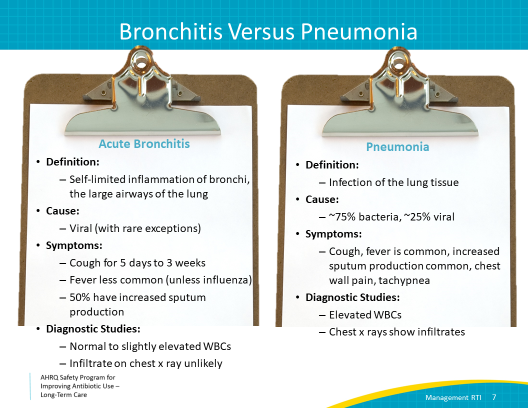 Bronchitis Versus Pneumonia
Acute Bronchitis
• Definition:
– Self-limited inflammation of bronchi,
the large airways of the lung
• Cause:
– Viral (with rare exceptions)
• Symptoms:
– Cough for 5 days to 3 weeks
– Fever less common (unless influenza)
– 50% have increased sputum
production
• Diagnostic Studies:
– Normal to slightly elevated WBCs
– Infiltrate on chest x ray unlikely
Pneumonia
• Definition:
– Infection of the lung tissue
• Cause:
– ~75% bacteria, ~25% viral
• Symptoms:
– Cough, fever is common, increased
sputum production common, chest
wall pain, tachypnea
• Diagnostic Studies:
– Elevated WBCs
– Chest x rays show infiltrates
AHRQ Safety Program for
Improving Antibiotic Use –
Long-Term Care
Management RTI 7